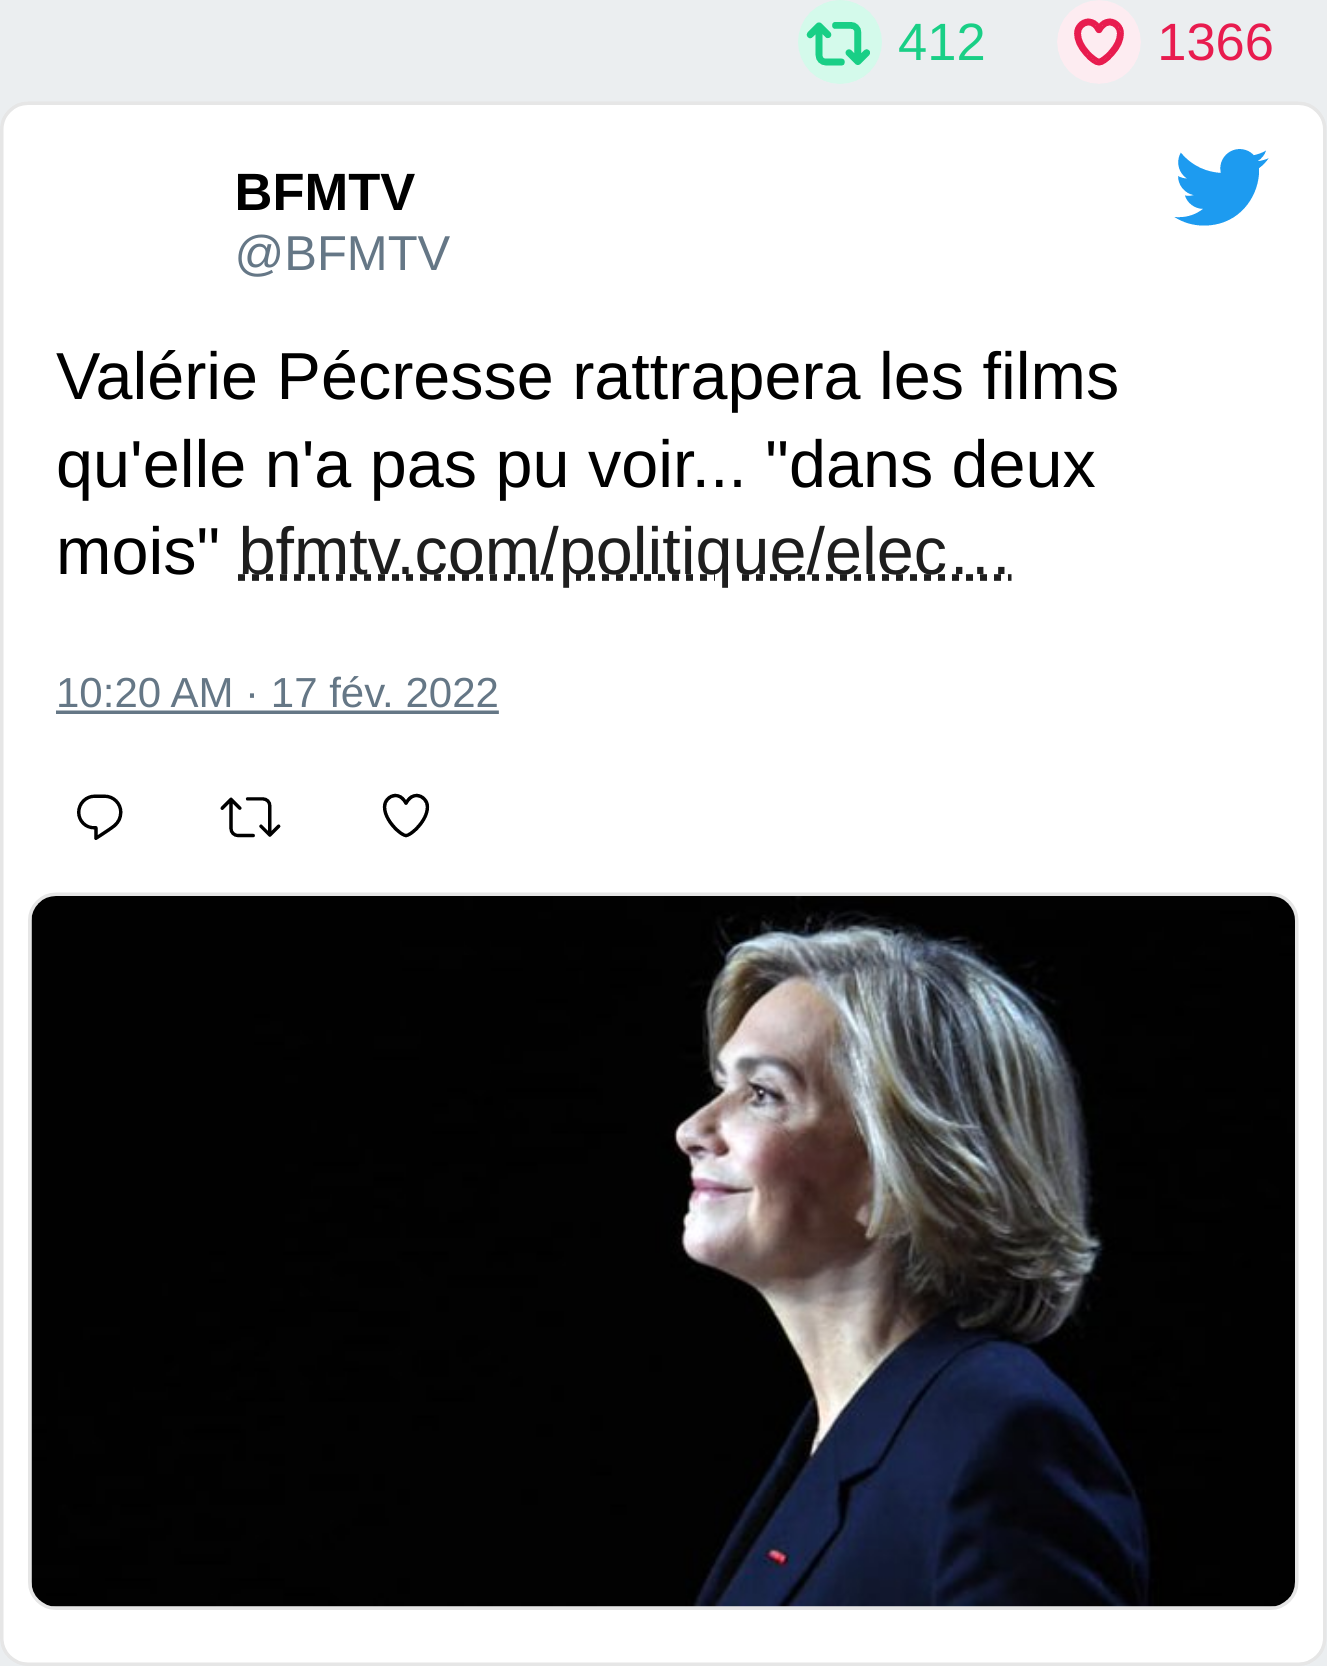 412 1366
BFMTV
@BFMTV
Valérie Pécresse rattrapera les films
qu'elle n'a pas pu voir... "dans deux
mois" bfmtv.com/politique/elec…
10:20 AM · 17 fév. 2022